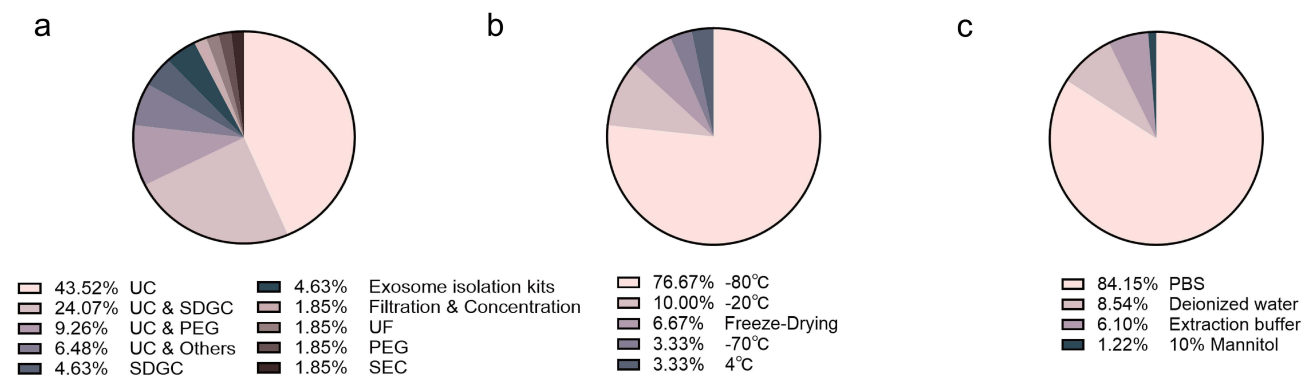 a
b
c
43.52% UC
24.07% UC & SDGC
9.26% UC & PEG
6.48% UC & Others
4.63% SDGC
4.63% Exosome isolation kits
1.85% Filtration & Concentration
1.85% UF
1.85% PEG
1.85% SEC
76.67% -80℃
10.00% -20℃
6.67% Freeze-Drying
3.33% -70℃
3.33% 4℃
84.15% PBS
8.54% Deionized water
6.10% Extraction buffer
1.22% 10% Mannitol